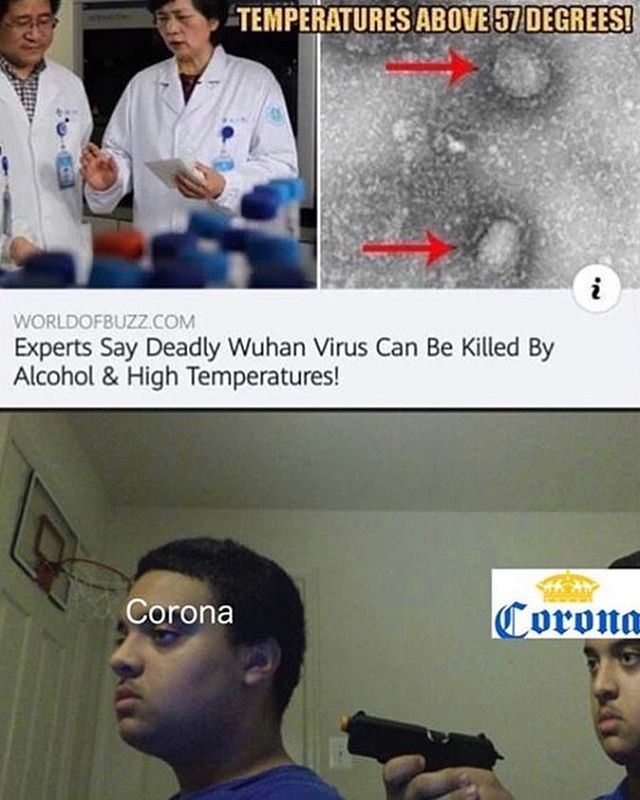 TEMPERATURES ABOVE 57 DEGREES!
i
WORLDOFBUZZ.COM
Experts Say Deadly Wuhan Virus Can Be Killed By
Alcohol & High Temperatures!
Corona
Corona